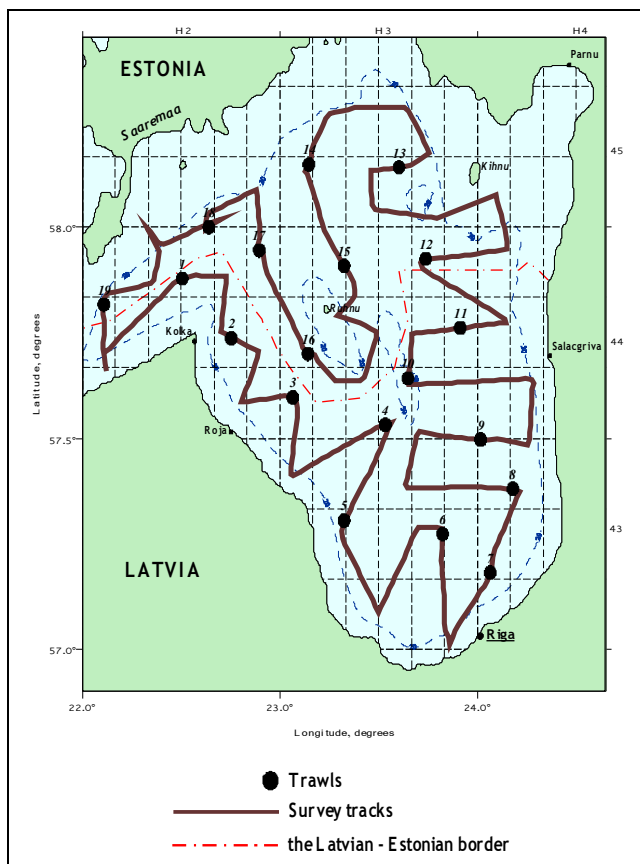 H2 H3 H4
Parnu
ESTONIA
Saaremaa
14 13
45
Kihnu
18
58.0
17 12
15
1
19
Ruhnu
11
2
Kolka
16
44
Salacgriva
10
3
4
Roja
57.5
9
8
5
6
43
LATVIA
7
Riga
57.0
22.0° 23.0° 24.0°
Latitude, degrees
Longitude, degrees
Trawls
Survey tracks
the Latvian - Estonian border